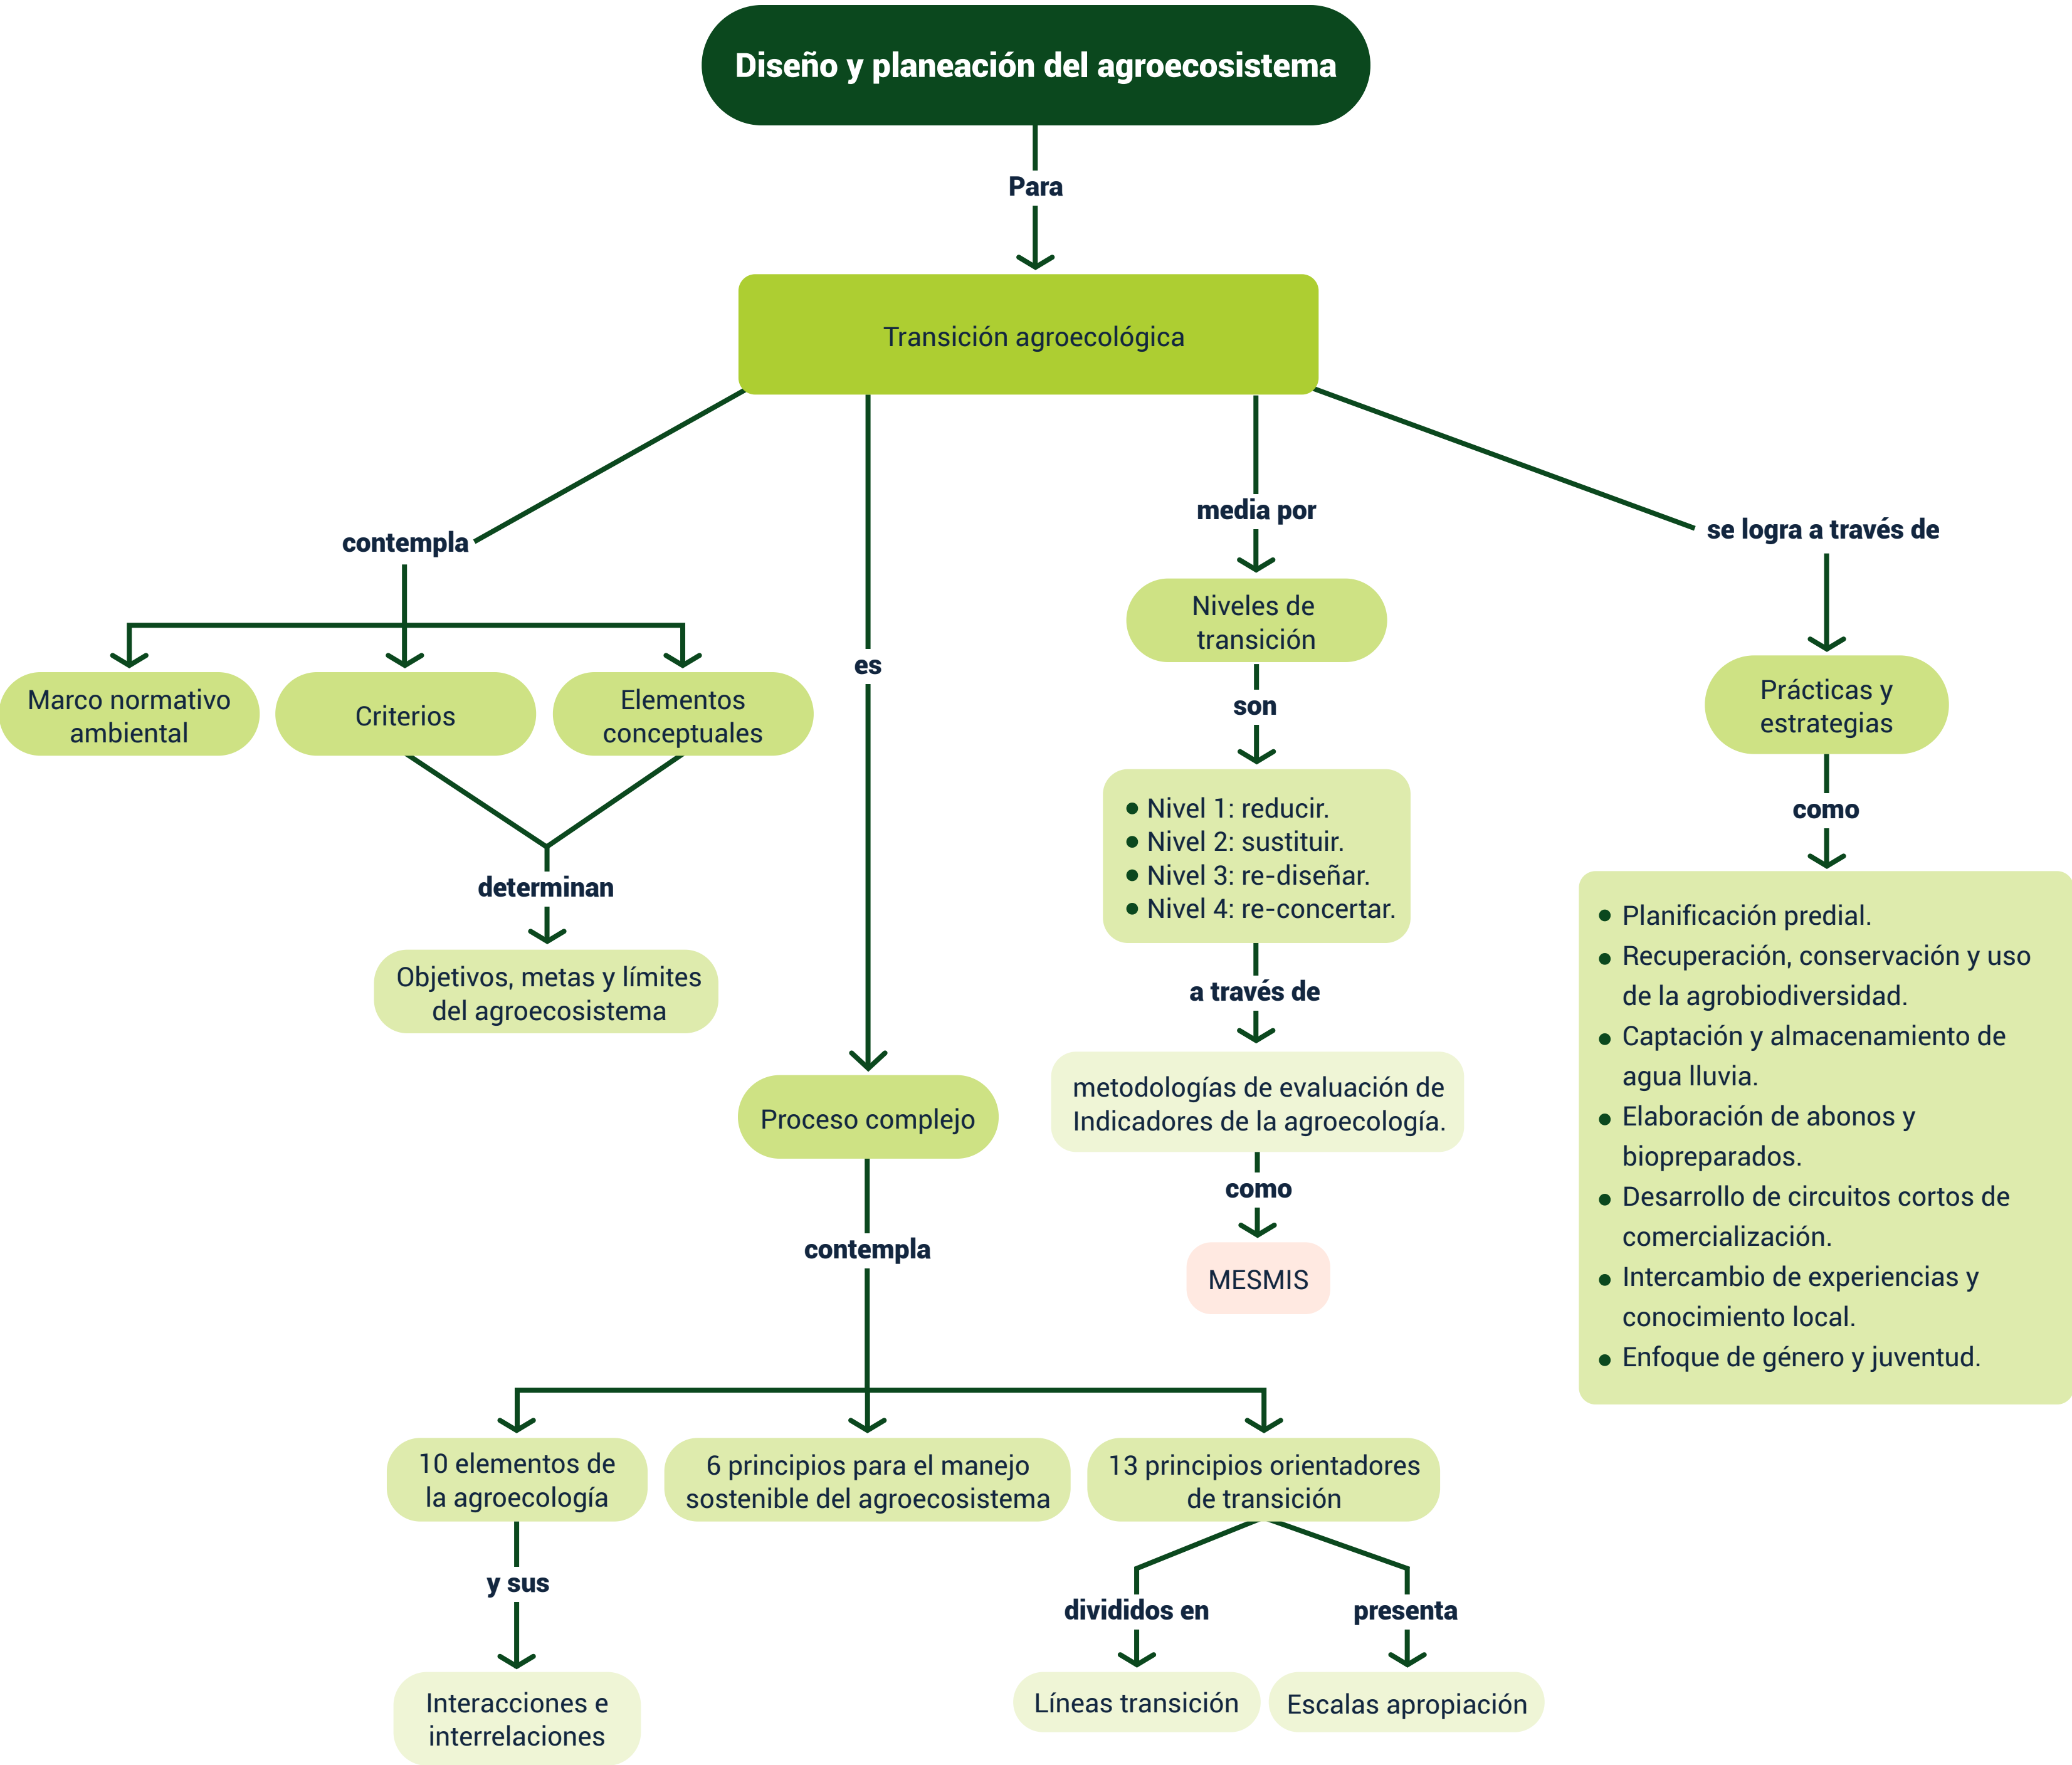 Diseño y planeación del agroecosistema
Para
Transición agroecológica
contempla
Marco normativo
ambiental
Criterios
Elementos
conceptuales
determinan
Objetivos, metas y límites
del agroecosistema
es
Proceso complejo
contempla
10 elementos de
la agroecología
y sus
Interacciones e
interrelaciones
6 principios para el manejo
sostenible del agroecosistema
13 principios orientadores
de transición
divididos en
Líneas transición
presenta
Escalas apropiación
media por
Niveles de
transición
son
Nivel 1: reducir.
Nivel 2: sustituir.
Nivel 3: re-diseñar.
Nivel 4: re-concertar.
a través de
metodologías de evaluación de
Indicadores de la agroecología.
como
MESMIS
se logra a través de
Prácticas y
estrategias
como
Planificación predial.
Recuperación, conservación y uso
de la agrobiodiversidad.
Captación y almacenamiento de
agua lluvia.
Elaboración de abonos y
biopreparados.
Desarrollo de circuitos cortos de
comercialización.
Intercambio de experiencias y
conocimiento local.
Enfoque de género y juventud.